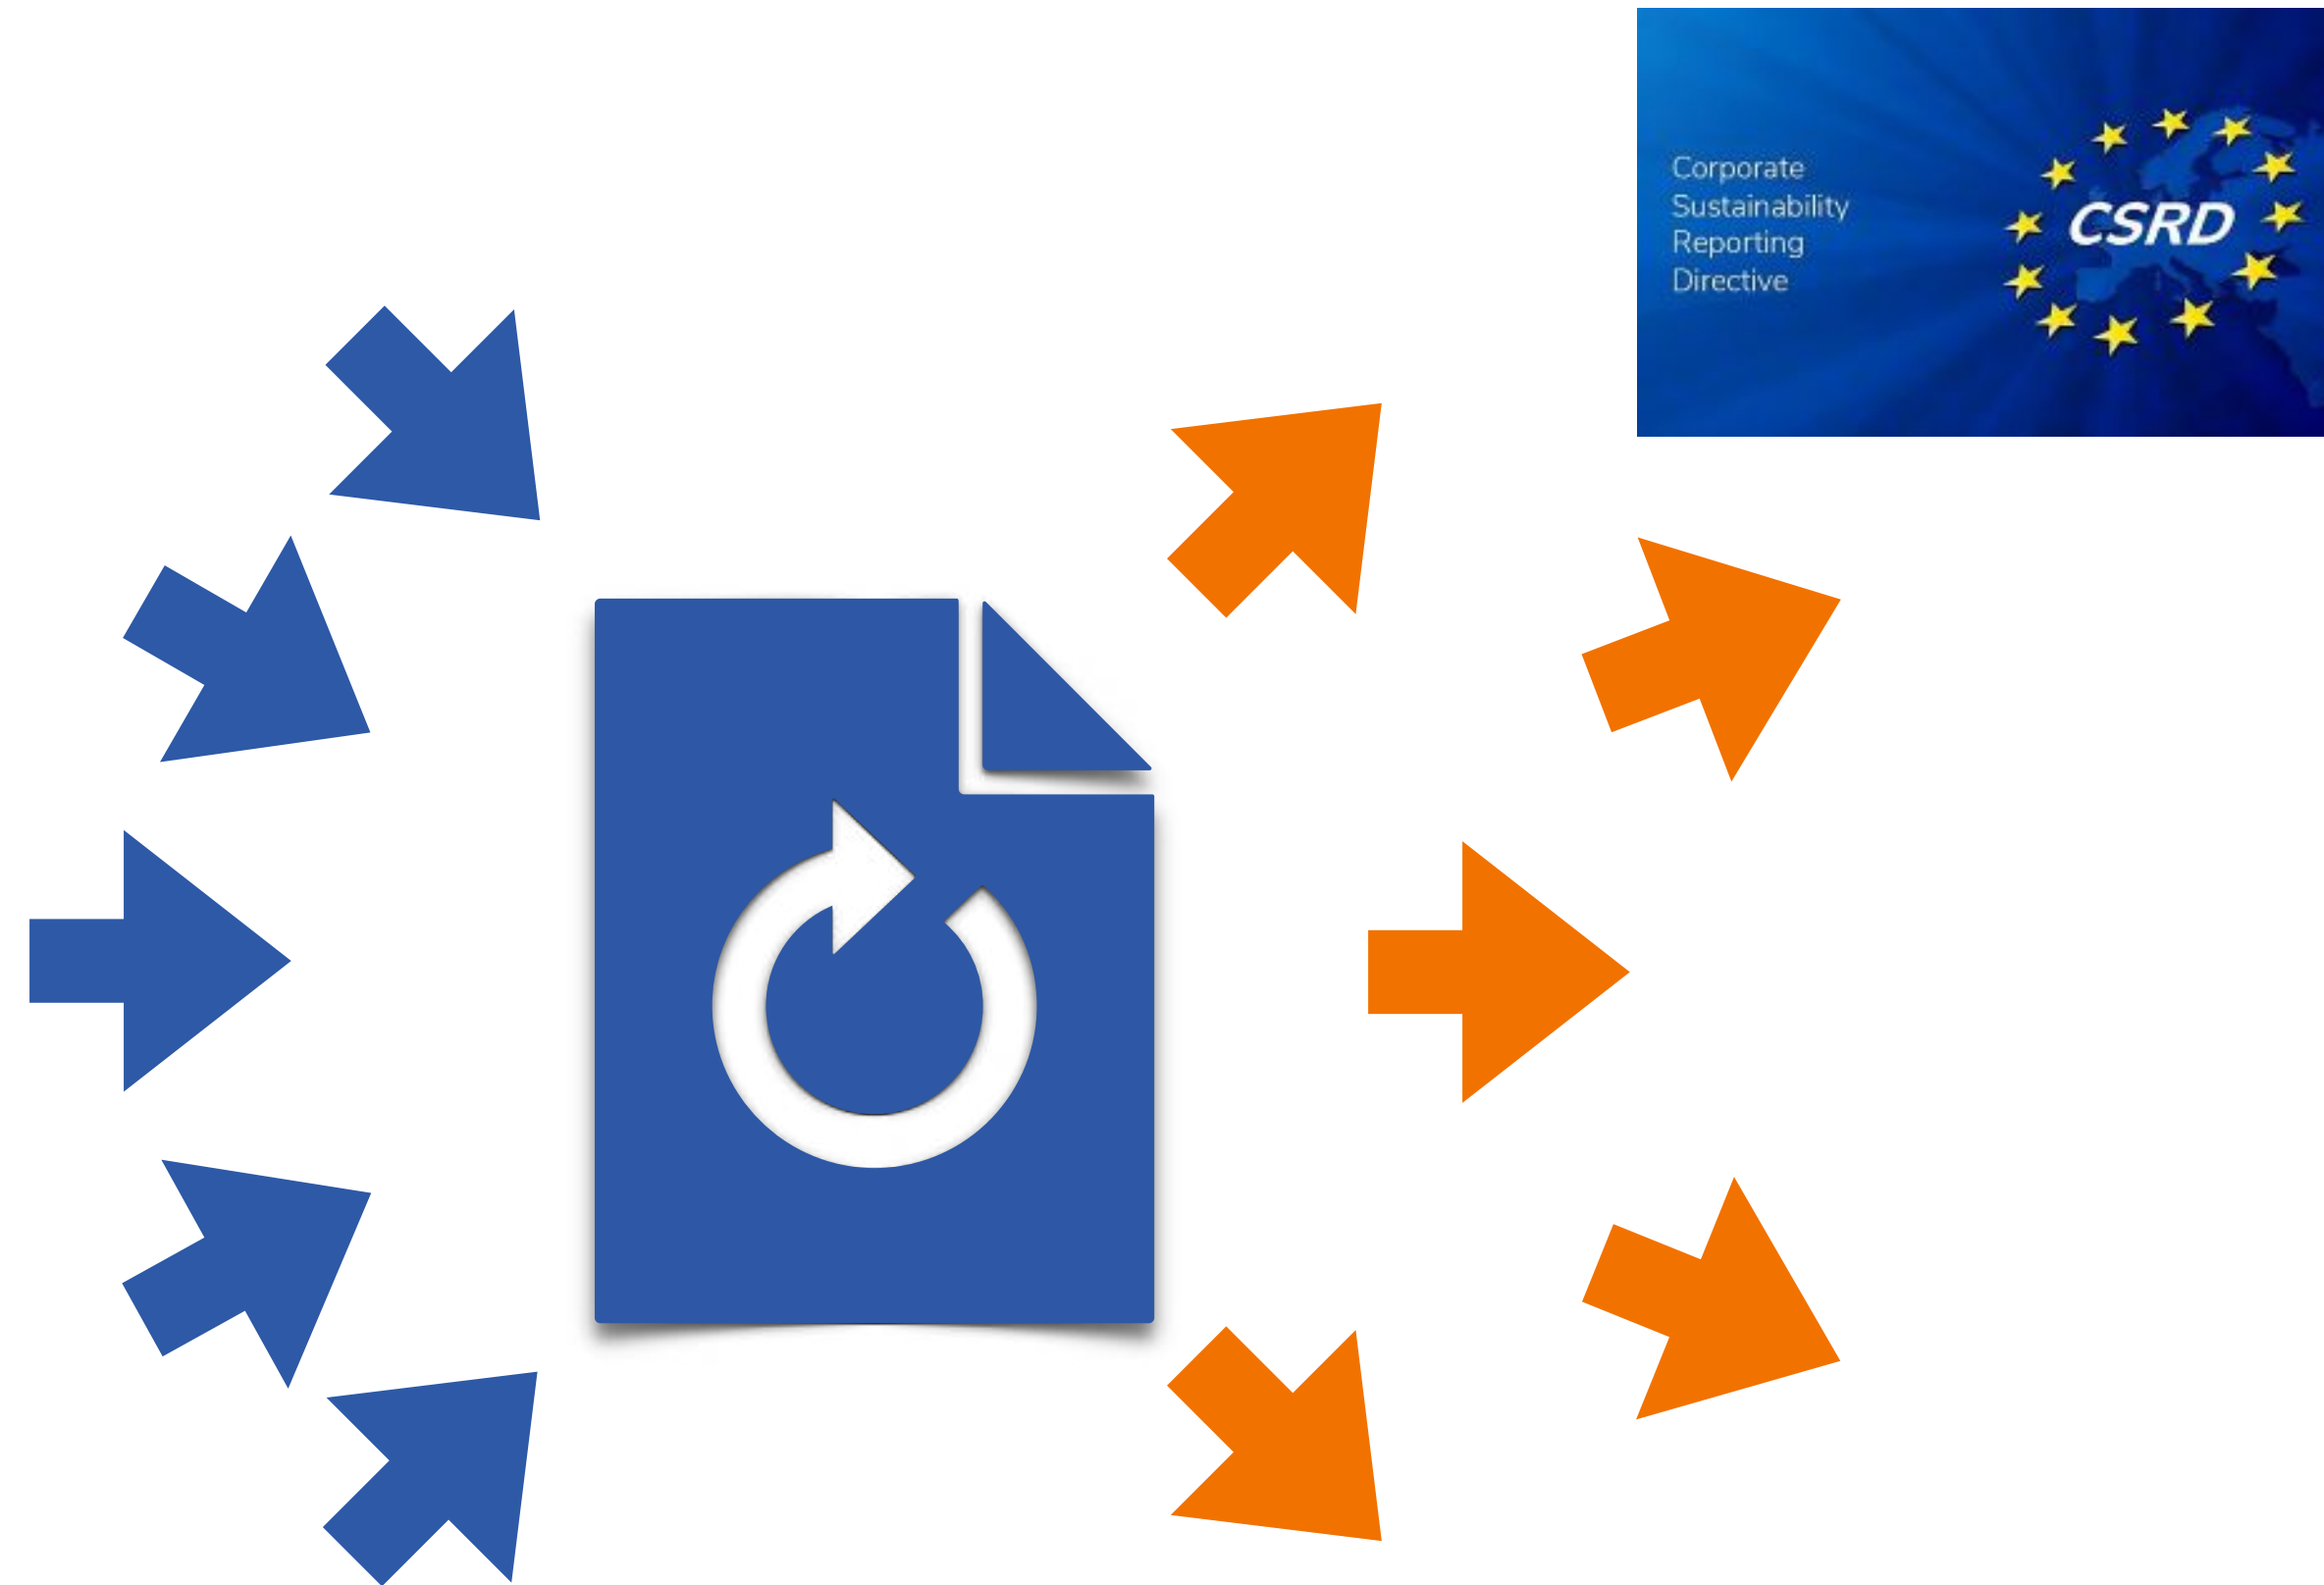 Corporate
Sustainability
Reporting
Directive
CSRD